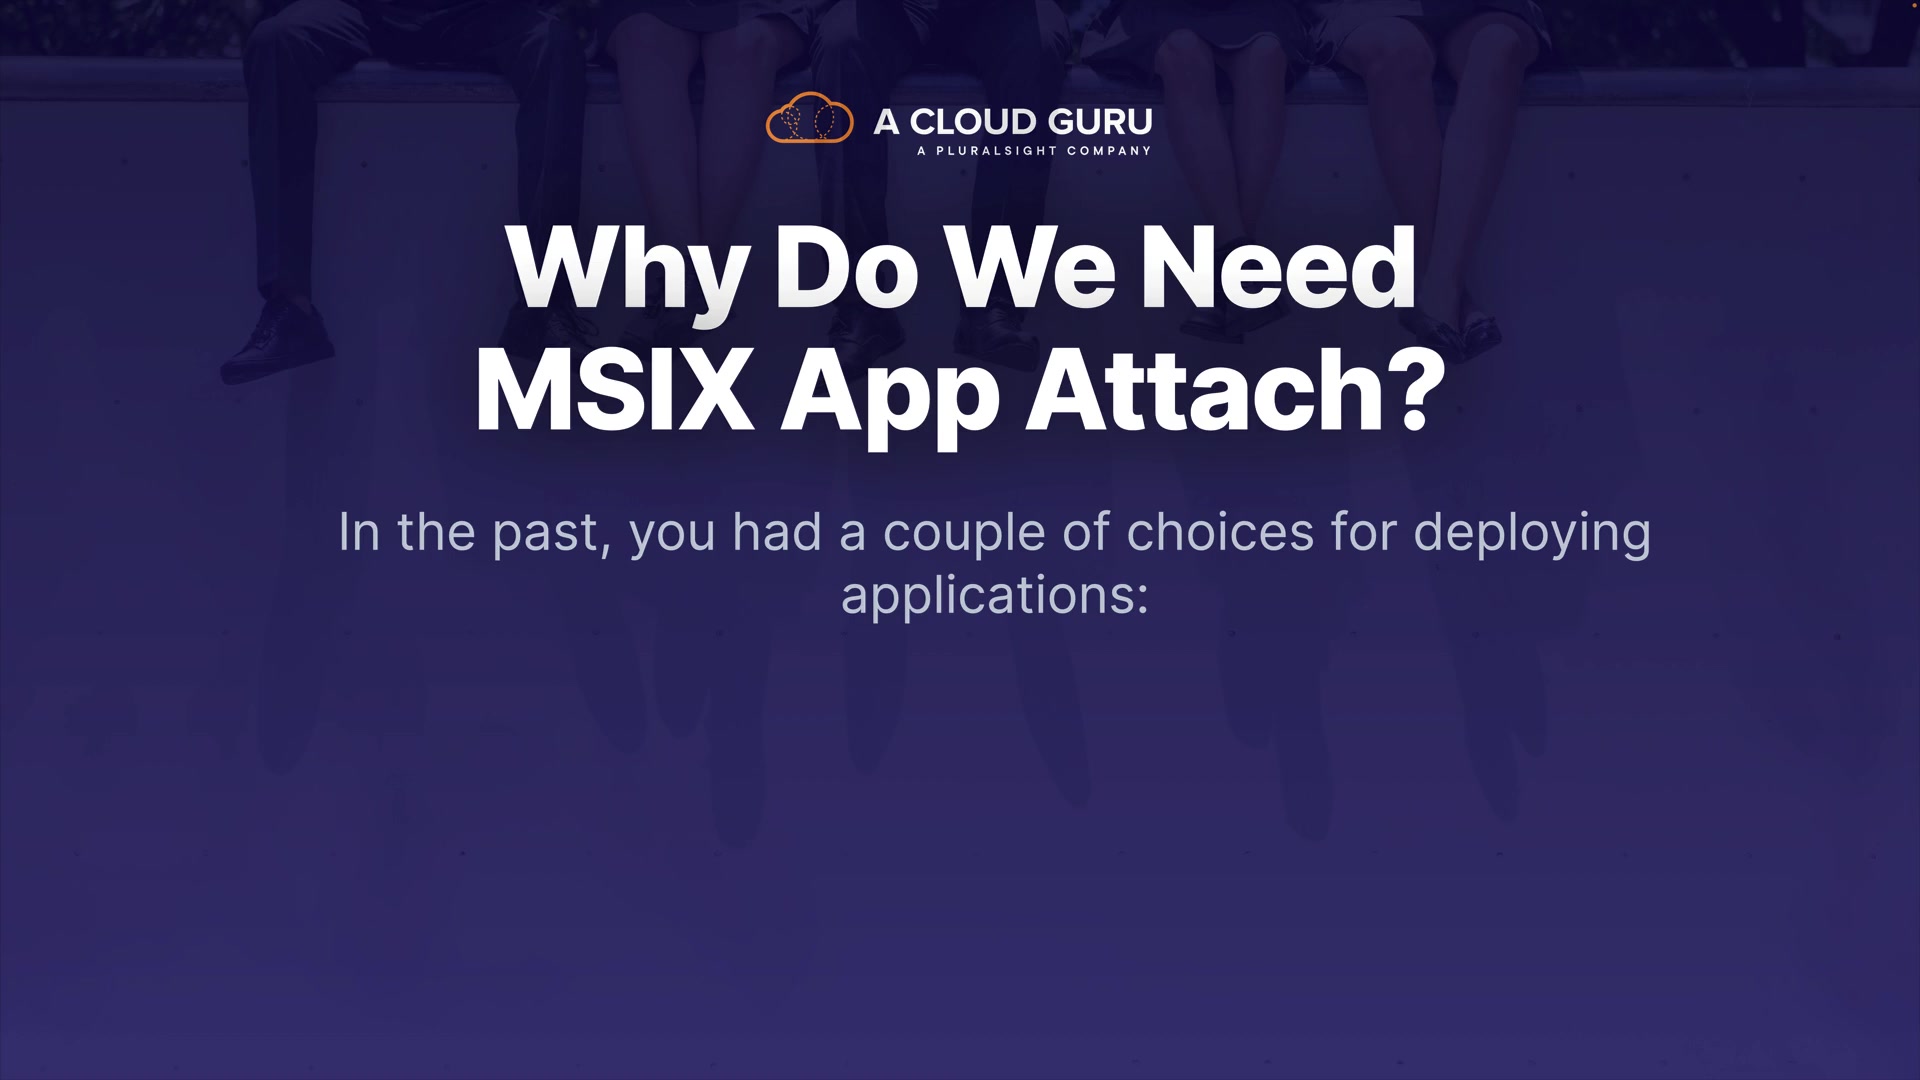 A CLOUD GURU
A PLURALSIGHT COMPANY
Why Do We Need
MSIX App Attach?
In the past, you had a couple of choices for deploying
applications: